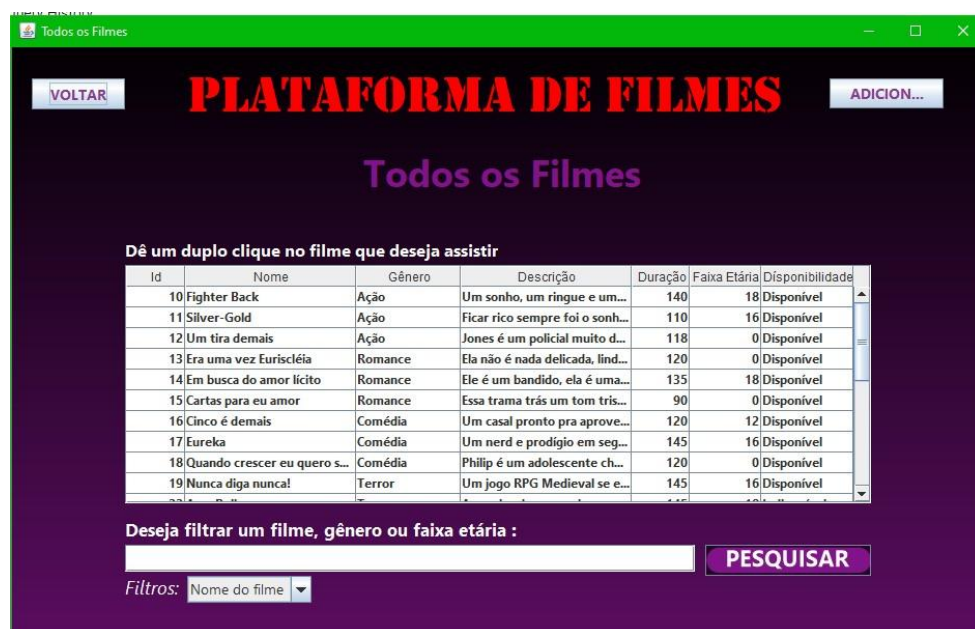 Todos os Filmes
VOLTAR PLATAFORMA DE FILMES ADICION...
Todos os Filmes
Dê um duplo clique no filme que deseja assistir
Id Nome Gênero Descrição Duração Faixa Etária Dísponibilidade
10 Fighter Back Ação Um sonho, um ringue e um... 140 18 Disponível
11 Silver-Gold Ação Ficar rico sempre foi o sonh... 110 16 Disponível
12 Um tira demais Ação Jones é um policial muito d... 118 0 Disponível
13 Era uma vez Euriscléia Romance Ela não é nada delicada, lind... 120 0 Disponível
14 Em busca do amor lícito Romance Ele é um bandido, ela é uma... 135 18 Disponível
15 Cartas para eu amor Romance Essa trama trás um tom tris... 90 0 Disponível
16 Cinco é demais Comédia Um casal pronto pra aprove... 120 12 Disponível
17 Eureka Comédia Um nerd e prodígio em seg... 145 16 Disponível
18 Quando crescer eu quero s... Comédia Philip é um adolescente ch... 120 0 Disponível
19 Nunca diga nunca! Terror Um jogo RPG Medieval se e... 145 16 Disponível
Deseja filtrar um filme, gênero ou faixa etária :
PESQUISAR
Filtros: Nome do filme